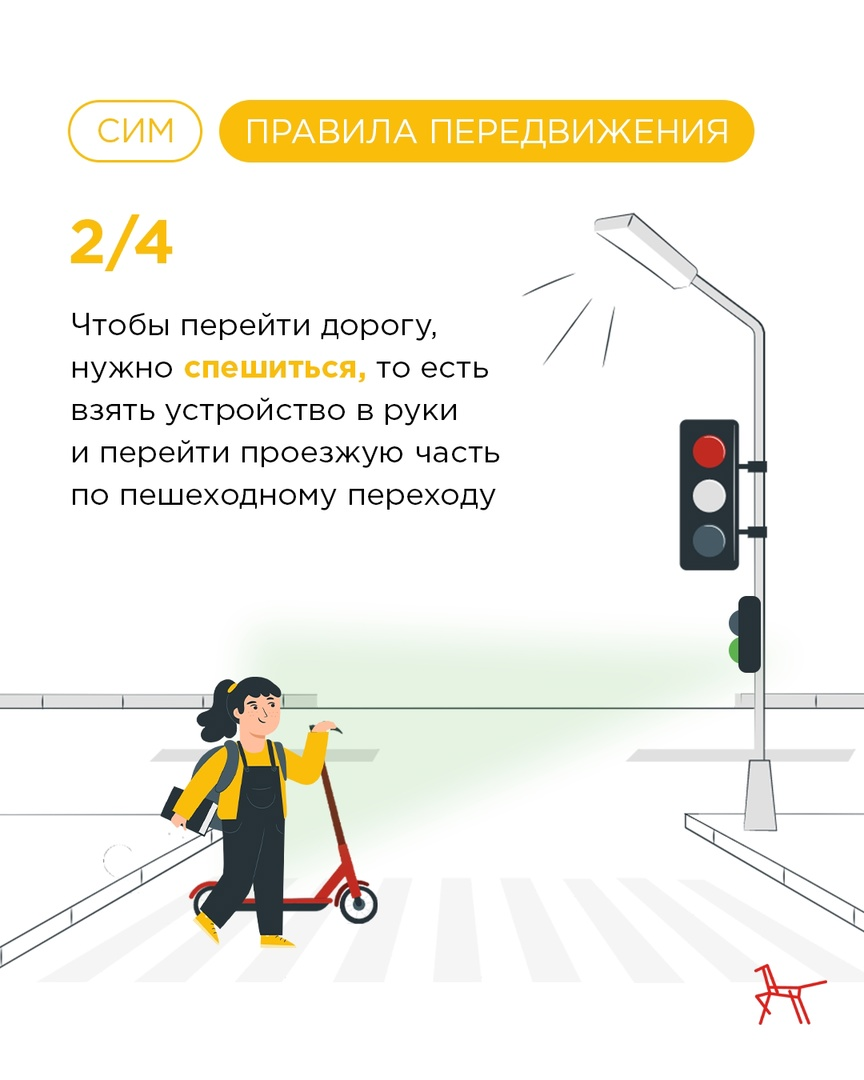 СИМ
ПРАВИЛА ПЕРЕДВИЖЕНИЯ
2/4
Чтобы перейти дорогу,
нужно спешиться, то есть
взять устройство в руки
и перейти проезжую часть
по пешеходному переходу